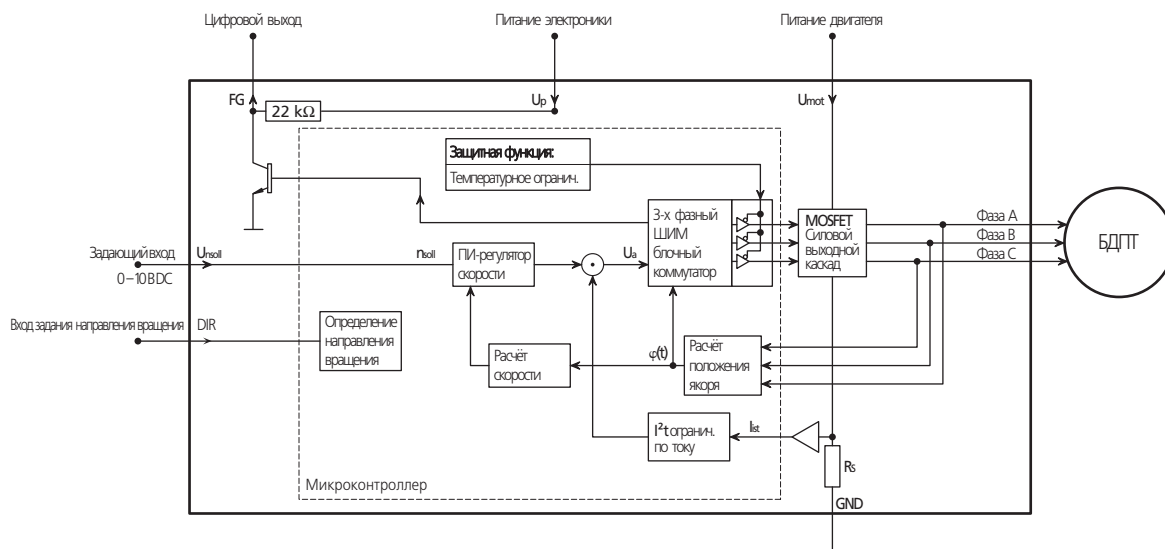 Цифровой выход
Питание электроники
Питание двигателя
FG
22 kΩ
Up
Umot
Защитная функция:
Температурное огранич.
3-х фазный
ШИМ
блочный
коммутатор
MOSFET
Силовой
выходной
каскад
Фаза A
Фаза B
Фаза C
БДПТ
Задающий вход
0–10 В DC
Unsoll
nsoll
ПИ-регулятор
скорости
Ua
Вход задания направления вращения
DIR
Определение
направления
вращения
Расчёт
скорости
φ(t)
Расчёт
положения
якоря
I²t огранич.
по току
Iist
RS
Микроконтроллер
GND